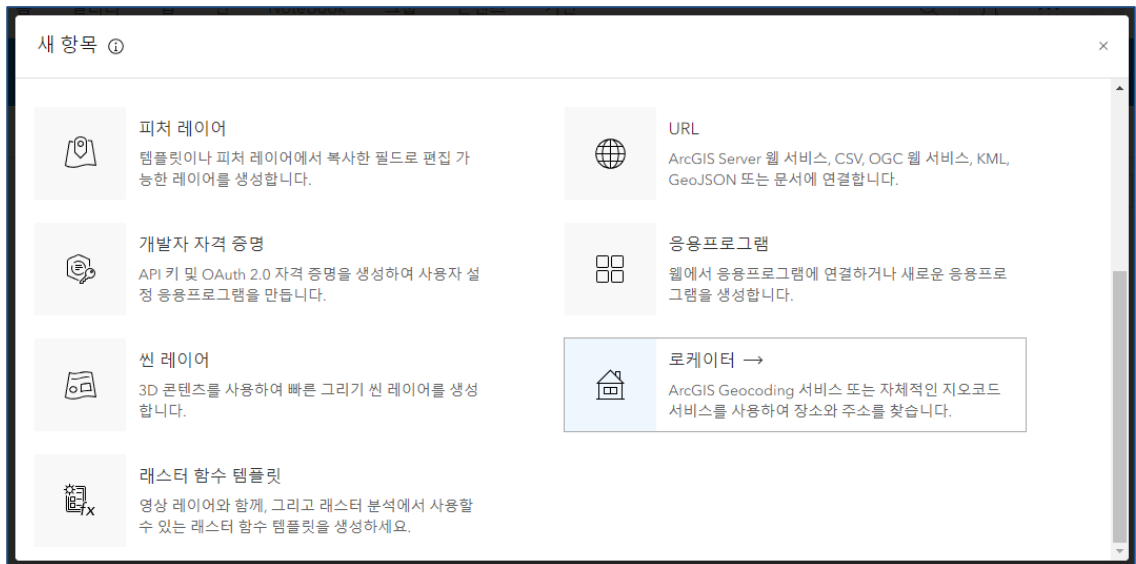 Notebook
새 항목
피처 레이어
템플릿이나 피처 레이어에서 복사한 필드로 편집 가
능한 레이어를 생성합니다.
URL
ArcGIS Server 웹 서비스, CSV, OGC 웹 서비스, KML,
GeoJSON 또는 문서에 연결합니다.
개발자 자격 증명
API 키 및 OAuth 2.0 자격 증명을 생성하여 사용자 설
정 응용프로그램을 만듭니다.
응용프로그램
웹에서 응용프로그램에 연결하거나 새로운 응용프로
그램을 생성합니다.
씬 레이어
3D 콘텐츠를 사용하여 빠른 그리기 씬 레이어를 생성
합니다.
로케이터 →
ArcGIS Geocoding 서비스 또는 자체적인 지오코드
서비스를 사용하여 장소와 주소를 찾습니다.
래스터 함수 템플릿
영상 레이어와 함께, 그리고 래스터 분석에서 사용할
수 있는 래스터 함수 템플릿을 생성하세요.